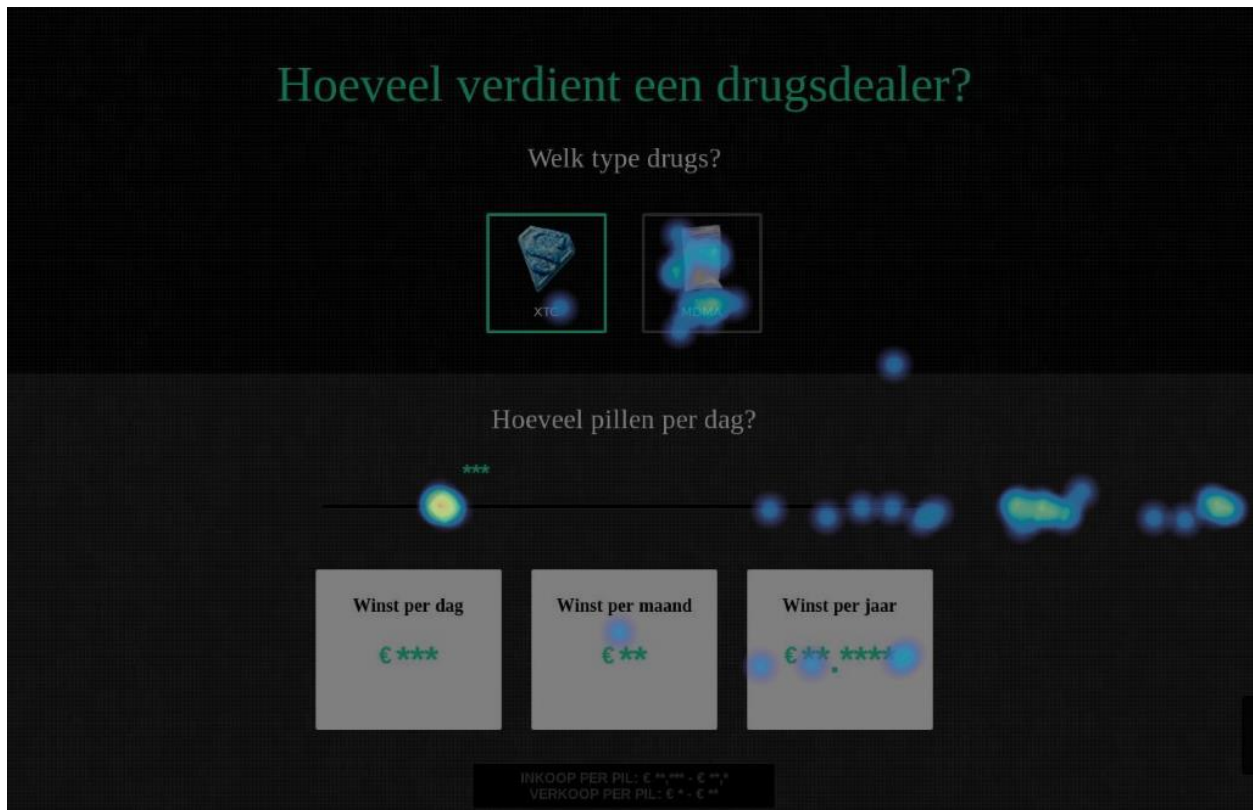 Hoeveel verdient een drugsdealer?
Welk type drugs?
XTC MDMA
Hoeveel pillen per dag?
***
Winst per dag Winst per maand Winst per jaar
€ *** € ** € **.****
INKOOP PER PIL: € **,*** - € **,*
VERKOOP PER PIL: € * - € **